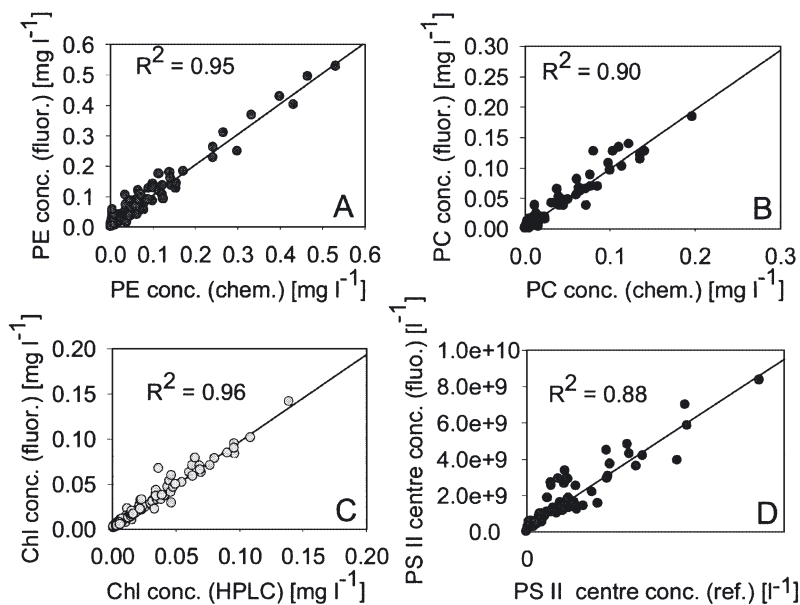 PE conc. (fluor.) [mg l⁻¹]
0.6
0.5
0.4
0.3
0.2
0.1
0.0
R² = 0.95
A
0.0 0.1 0.2 0.3 0.4 0.5 0.6
PE conc. (chem.) [mg l⁻¹]
PC conc. (fluor.) [mg l⁻¹]
0.30
0.25
0.20
0.15
0.10
0.05
0.00
R² = 0.90
B
0.0 0.1 0.2 0.3
PC conc. (chem.) [mg l⁻¹]
Chl conc. (fluor.) [mg l⁻¹]
0.20
0.15
0.10
0.05
0.00
R² = 0.96
C
0.00 0.05 0.10 0.15 0.20
Chl conc. (HPLC) [mg l⁻¹]
PS II centre conc. (fluo.) [l⁻¹]
1.0e+10
8.0e+9
6.0e+9
4.0e+9
2.0e+9
0.0
R² = 0.88
D
0
PS II centre conc. (ref.) [l⁻¹]